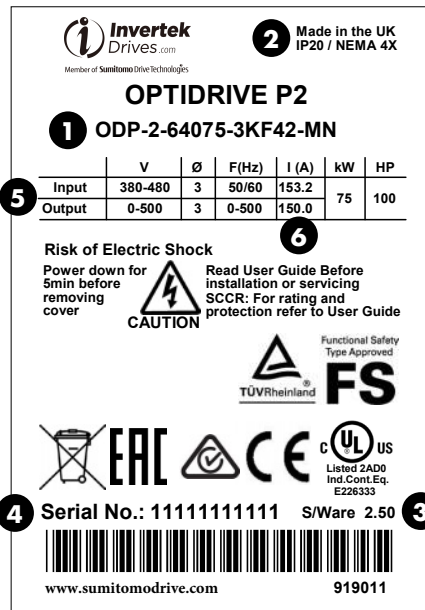 Invertek
Drives.com
Member of Sumitomo Drive Technologies
2 Made in the UK
IP20 / NEMA 4X
OPTIDRIVE P2
1 ODP-2-64075-3KF42-MN
V Ø F(Hz) I (A) kW HP
5 Input 380-480 3 50/60 153.2 75 100
Output 0-500 3 0-500 150.0
6
Risk of Electric Shock
Power down for
5min before
removing
cover
CAUTION
Read User Guide Before
installation or servicing
SCCR: For rating and
protection refer to User Guide
TÜVRheinland ®
Functional Safety
Type Approved
FS
EAC CE
C UL US
Listed 2AD0
Ind.Cont.Eq.
E226333
4 Serial No.: 11111111111 S/Ware 2.50 3
www.sumitomodrive.com 919011